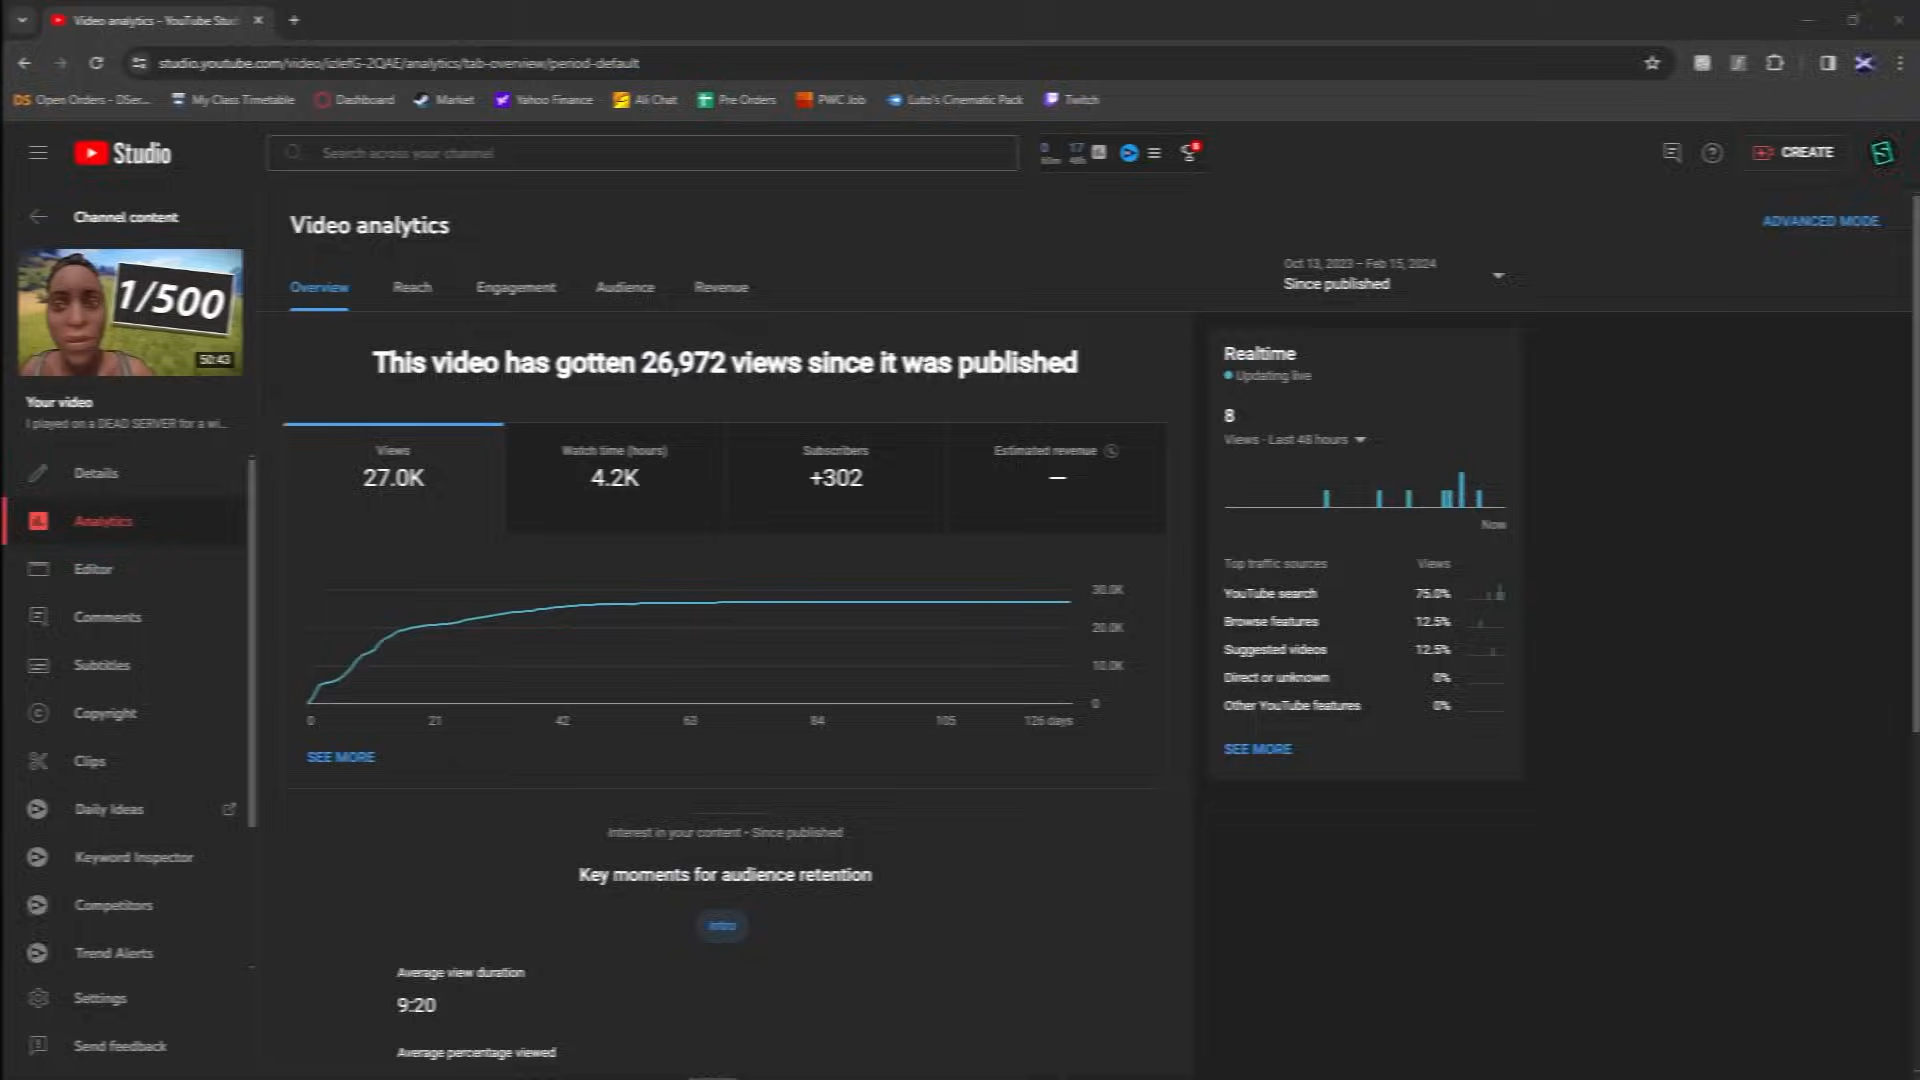 Video analytics - YouTube Stud
studio.youtube.com/video/izlefG-2QAE/analytics/tab-overview/period-default
DS Open Orders - DSer... My Class Timetable Dashboard Market Yahoo Finance Ali Chat Pre Orders PWC Job Luto's Cinematic Pack Twitch
Studio
Search across your channel
0 17
60m 48h
CREATE
Channel content
1/500
50:43
Your video
I played on a DEAD SERVER for a wi...
Details
Analytics
Editor
Comments
Subtitles
Copyright
Clips
Daily Ideas
Keyword Inspector
Competitors
Trend Alerts
Settings
Send feedback
Video analytics
ADVANCED MODE
Overview Reach Engagement Audience Revenue
Oct 13, 2023 – Feb 15, 2024
Since published
This video has gotten 26,972 views since it was published
Views
27.0K
Watch time (hours)
4.2K
Subscribers
+302
Estimated revenue
—
30.0K
20.0K
10.0K
0
0 21 42 63 84 105 126 days
SEE MORE
Interest in your content • Since published
Key moments for audience retention
Intro
Average view duration
9:20
Average percentage viewed
Realtime
Updating live
8
Views · Last 48 hours
Now
Top traffic sources Views
YouTube search 75.0%
Browse features 12.5%
Suggested videos 12.5%
Direct or unknown 0%
Other YouTube features 0%
SEE MORE